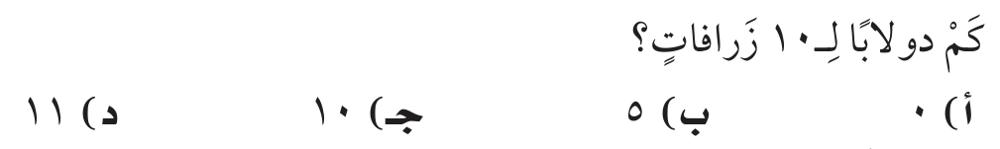 كَمْ دولابًا لِـ١٠ زَرافاتٍ؟
أ) ٠ ب) ٥ جـ) ١٠ د) ١١